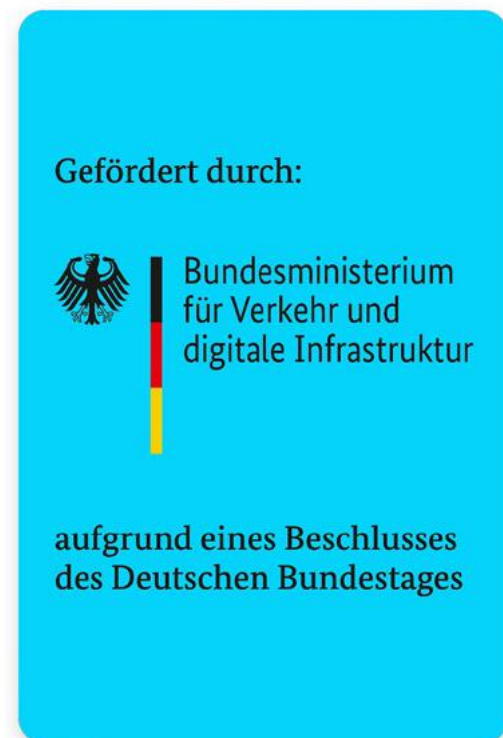 Gefördert durch:
Bundesministerium
für Verkehr und
digitale Infrastruktur
aufgrund eines Beschlusses
des Deutschen Bundestages